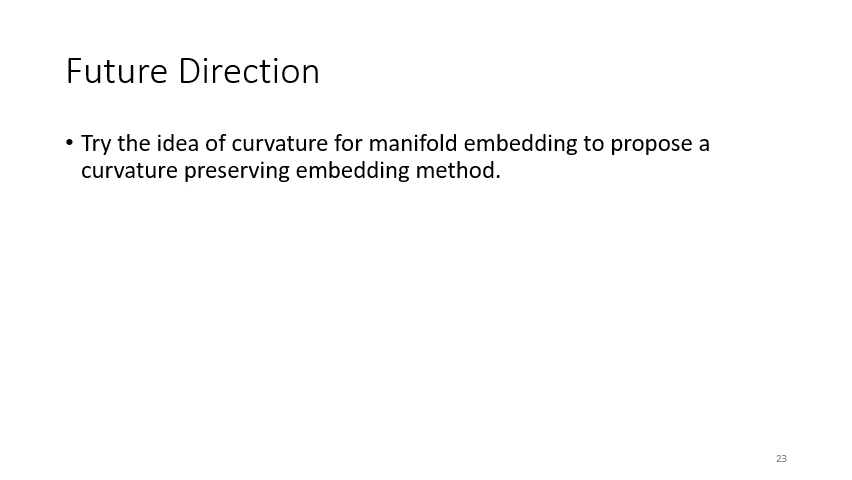 Future Direction
• Try the idea of curvature for manifold embedding to propose a
curvature preserving embedding method.
23